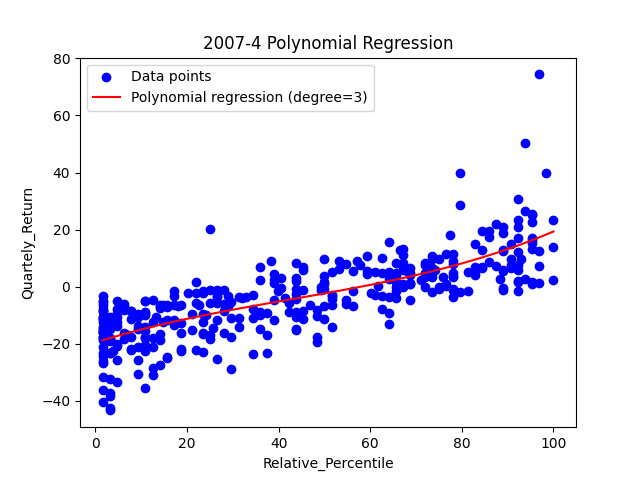 2007-4 Polynomial Regression
Data points
Polynomial regression (degree=3)
80
60
40
20
0
−20
−40
Quartely_Return
0 20 40 60 80 100
Relative_Percentile